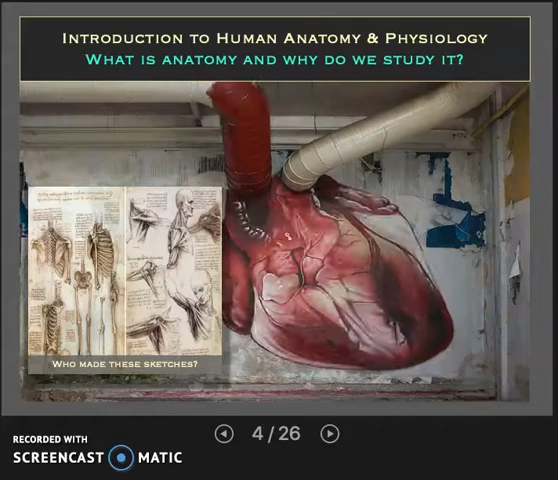 Introduction to Human Anatomy & Physiology
What is anatomy and why do we study it?
Who made these sketches?
4 / 26
RECORDED WITH
SCREENCAST MATIC